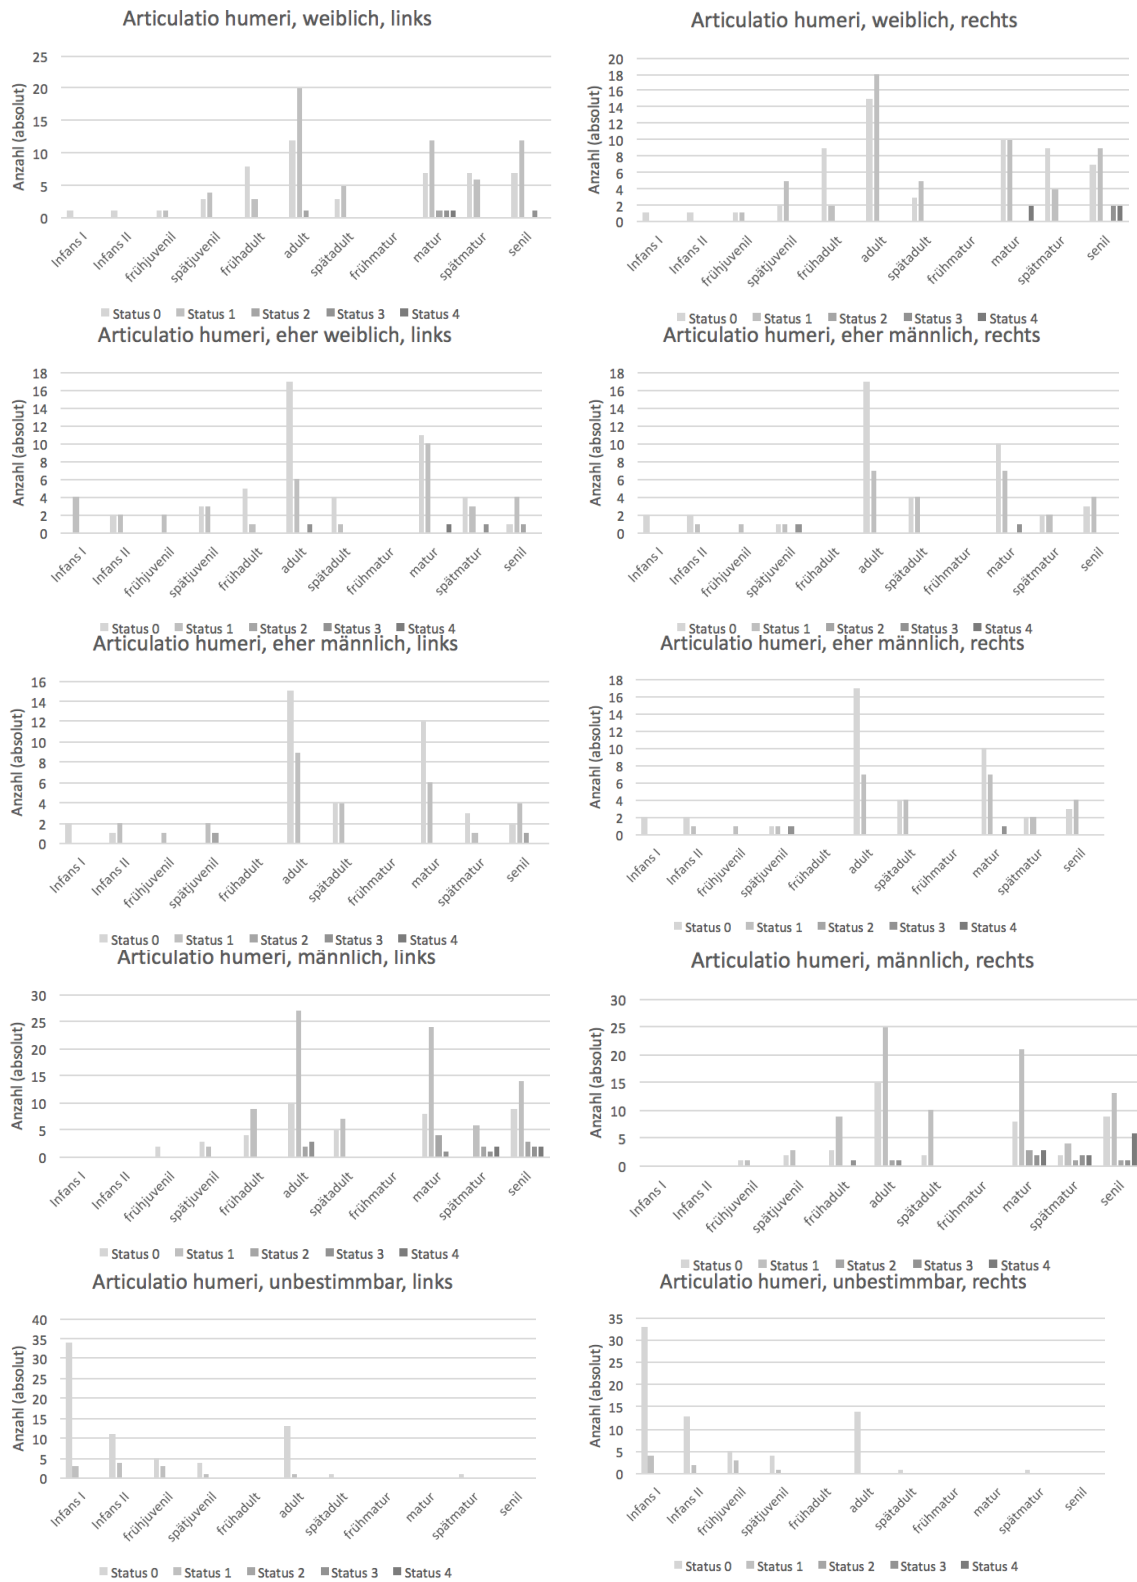 Articulatio humeri, weiblich, links
Anzahl (absolut)
25
20
15
10
5
0
Infans I
Infans II
frühjuvenil
spätjuvenil
frühadult
adult
spätadult
frühmatur
matur
spätmatur
senil
Status 0 Status 1 Status 2 Status 3 Status 4
Articulatio humeri, weiblich, rechts
Anzahl (absolut)
20
18
16
14
12
10
8
6
4
2
0
Infans I
Infans II
frühjuvenil
spätjuvenil
frühadult
adult
spätadult
frühmatur
matur
spätmatur
senil
Status 0 Status 1 Status 2 Status 3 Status 4
Articulatio humeri, eher weiblich, links
Anzahl (absolut)
18
16
14
12
10
8
6
4
2
0
Infans I
Infans II
frühjuvenil
spätjuvenil
frühadult
adult
spätadult
frühmatur
matur
spätmatur
senil
Status 0 Status 1 Status 2 Status 3 Status 4
Articulatio humeri, eher männlich, rechts
Anzahl (absolut)
18
16
14
12
10
8
6
4
2
0
Infans I
Infans II
frühjuvenil
spätjuvenil
frühadult
adult
spätadult
frühmatur
matur
spätmatur
senil
Status 0 Status 1 Status 2 Status 3 Status 4
Articulatio humeri, eher männlich, links
Anzahl (absolut)
16
14
12
10
8
6
4
2
0
Infans I
Infans II
frühjuvenil
spätjuvenil
frühadult
adult
spätadult
frühmatur
matur
spätmatur
senil
Status 0 Status 1 Status 2 Status 3 Status 4
Articulatio humeri, eher männlich, rechts
Anzahl (absolut)
18
16
14
12
10
8
6
4
2
0
Infans I
Infans II
frühjuvenil
spätjuvenil
frühadult
adult
spätadult
frühmatur
matur
spätmatur
senil
Status 0 Status 1 Status 2 Status 3 Status 4
Articulatio humeri, männlich, links
Anzahl (absolut)
30
25
20
15
10
5
0
Infans I
Infans II
frühjuvenil
spätjuvenil
frühadult
adult
spätadult
frühmatur
matur
spätmatur
senil
Status 0 Status 1 Status 2 Status 3 Status 4
Articulatio humeri, männlich, rechts
Anzahl (absolut)
30
25
20
15
10
5
0
Infans I
Infans II
frühjuvenil
spätjuvenil
frühadult
adult
spätadult
frühmatur
matur
spätmatur
senil
Status 0 Status 1 Status 2 Status 3 Status 4
Articulatio humeri, unbestimmbar, links
Anzahl (absolut)
40
35
30
25
20
15
10
5
0
Infans I
Infans II
frühjuvenil
spätjuvenil
frühadult
adult
spätadult
frühmatur
matur
spätmatur
senil
Status 0 Status 1 Status 2 Status 3 Status 4
Articulatio humeri, unbestimmbar, rechts
Anzahl (absolut)
35
30
25
20
15
10
5
0
Infans I
Infans II
frühjuvenil
spätjuvenil
frühadult
adult
spätadult
frühmatur
matur
spätmatur
senil
Status 0 Status 1 Status 2 Status 3 Status 4